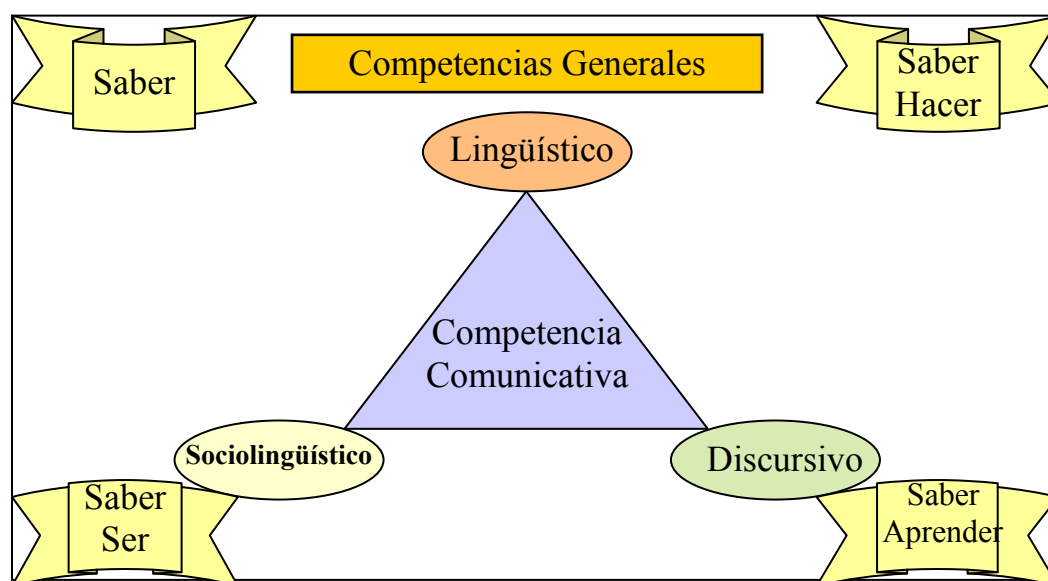 Saber
Competencias Generales
Saber
Hacer
Lingüístico
Competencia
Comunicativa
Sociolingüístico
Discursivo
Saber
Ser
Saber
Aprender